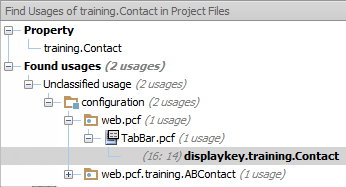 Find Usages of training.Contact in Project Files
Property
training.Contact
Found usages (2 usages)
Unclassified usage (2 usages)
configuration (2 usages)
web.pcf (1 usage)
TabBar.pcf (1 usage)
(16: 14) displaykey.training.Contact
web.pcf.training.ABContact (1 usage)